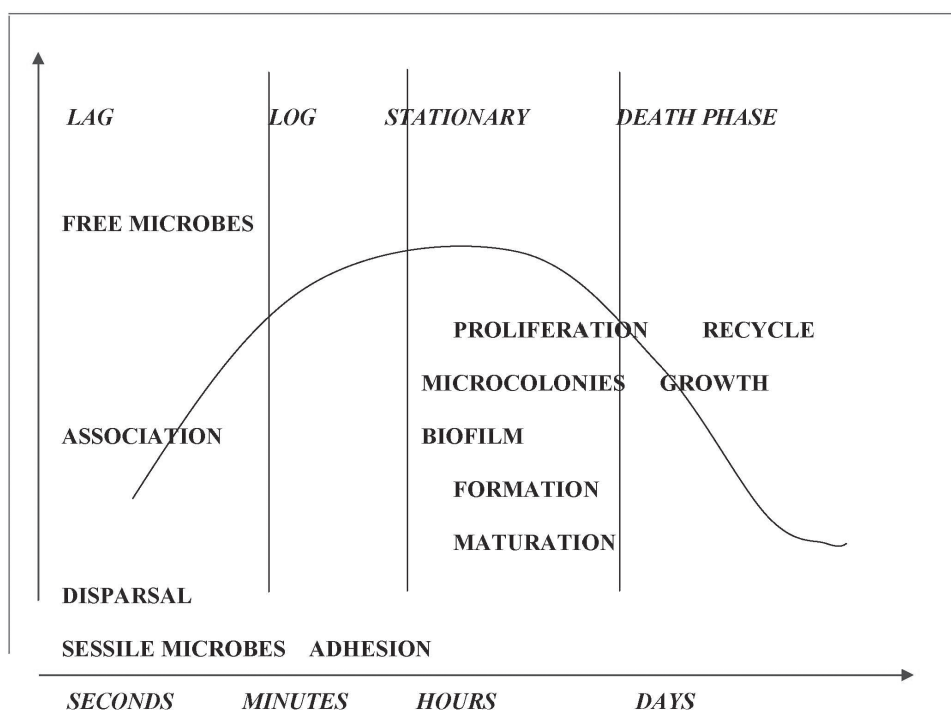 LAG LOG STATIONARY DEATH PHASE
FREE MICROBES
PROLIFERATION RECYCLE
MICROCOLONIES GROWTH
ASSOCIATION BIOFILM
FORMATION
MATURATION
DISPARSAL
SESSILE MICROBES ADHESION
SECONDS MINUTES HOURS DAYS